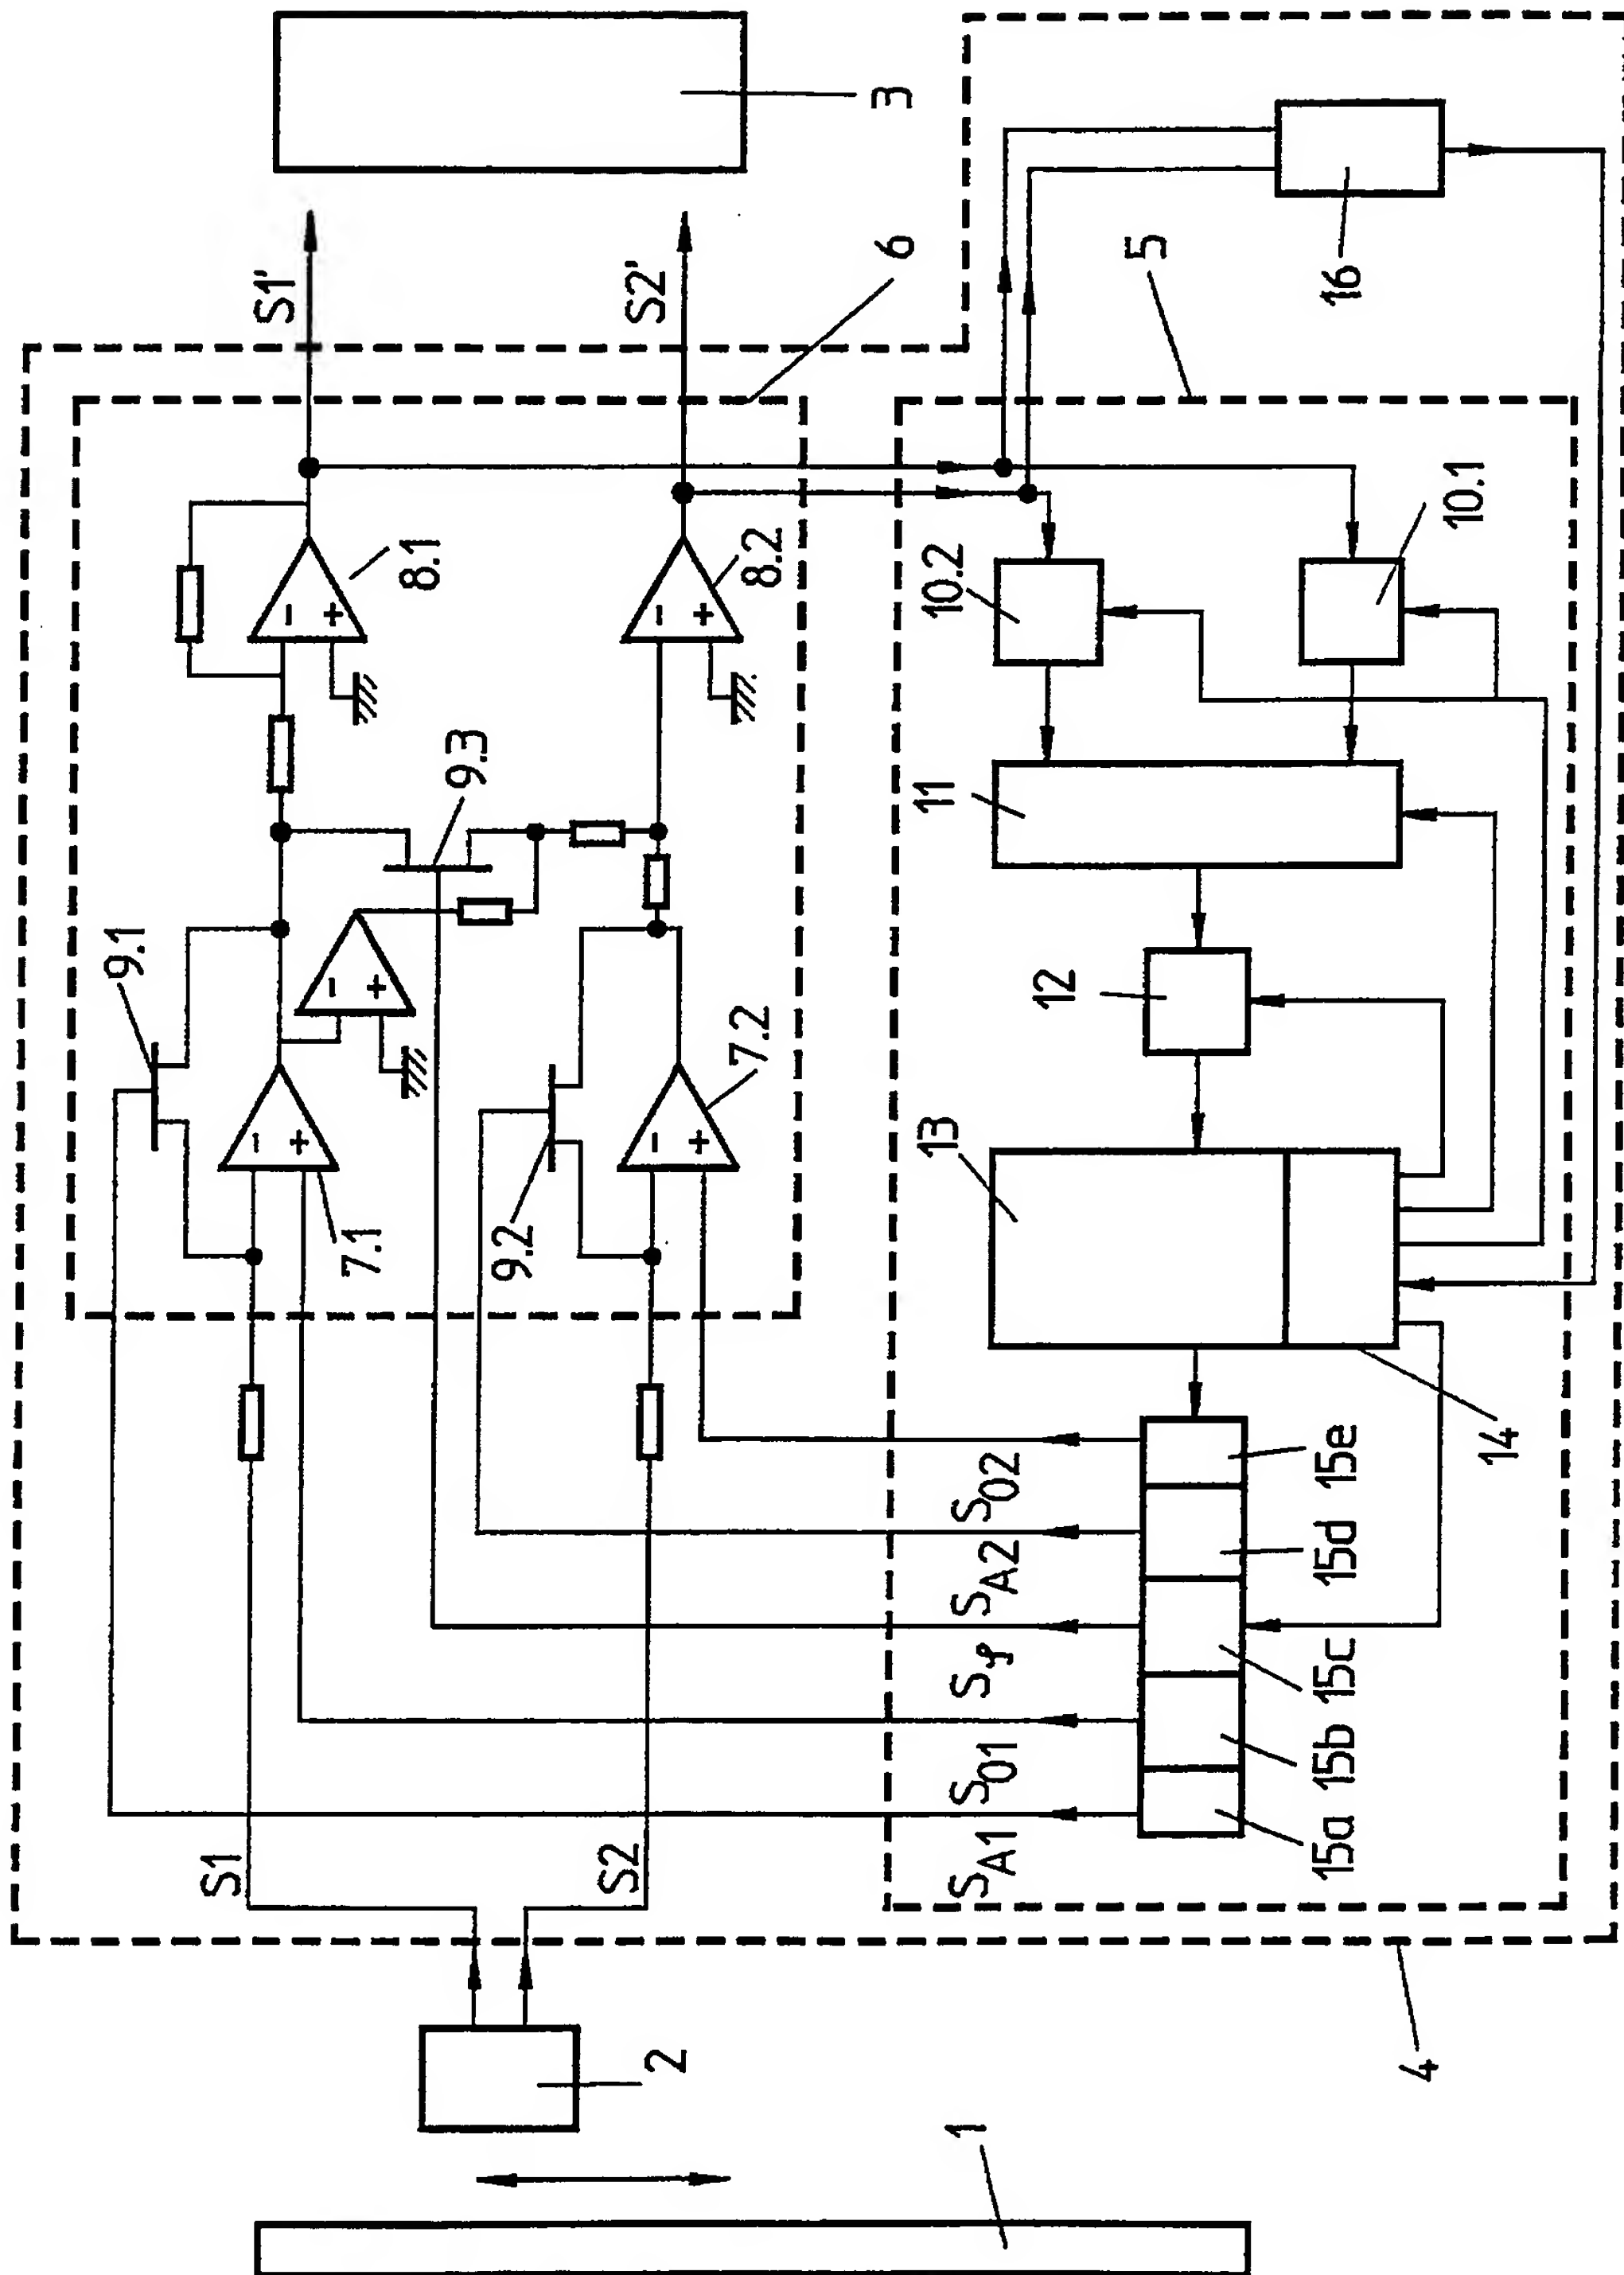 S1'
3
S2'
6
5
16
8.1
8.2
10.2
10.1
9.3
11
9.1
12
7.2
13
7.1
9.2
14
S02
15e
SA2
15d
Sφ
15c
S01
15b
SA1
15a
S1
S2
2
4
1
-
+
-
+
-
+
-
+
-
+